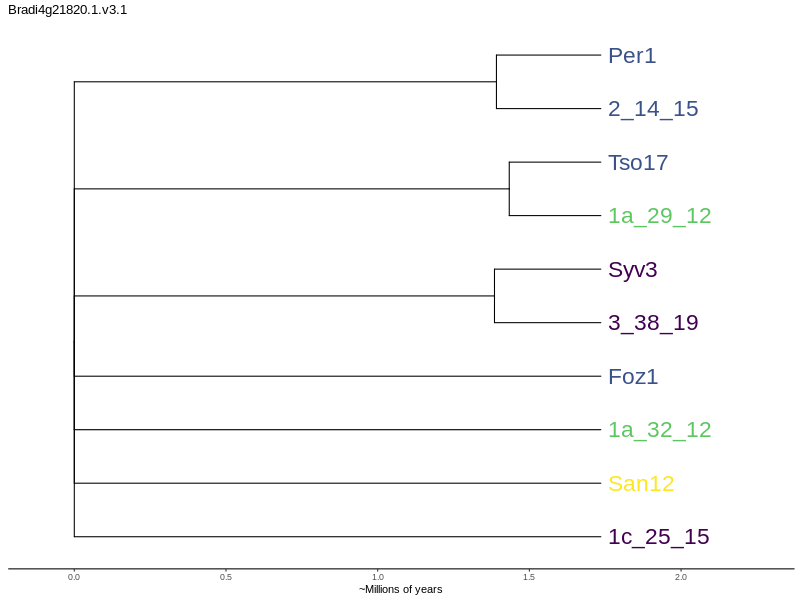 Bradi4g21820.1.v3.1
Per1
2_14_15
Tso17
1a_29_12
Syv3
3_38_19
Foz1
1a_32_12
San12
1c_25_15
0.0 0.5 1.0 1.5 2.0
~Millions of years